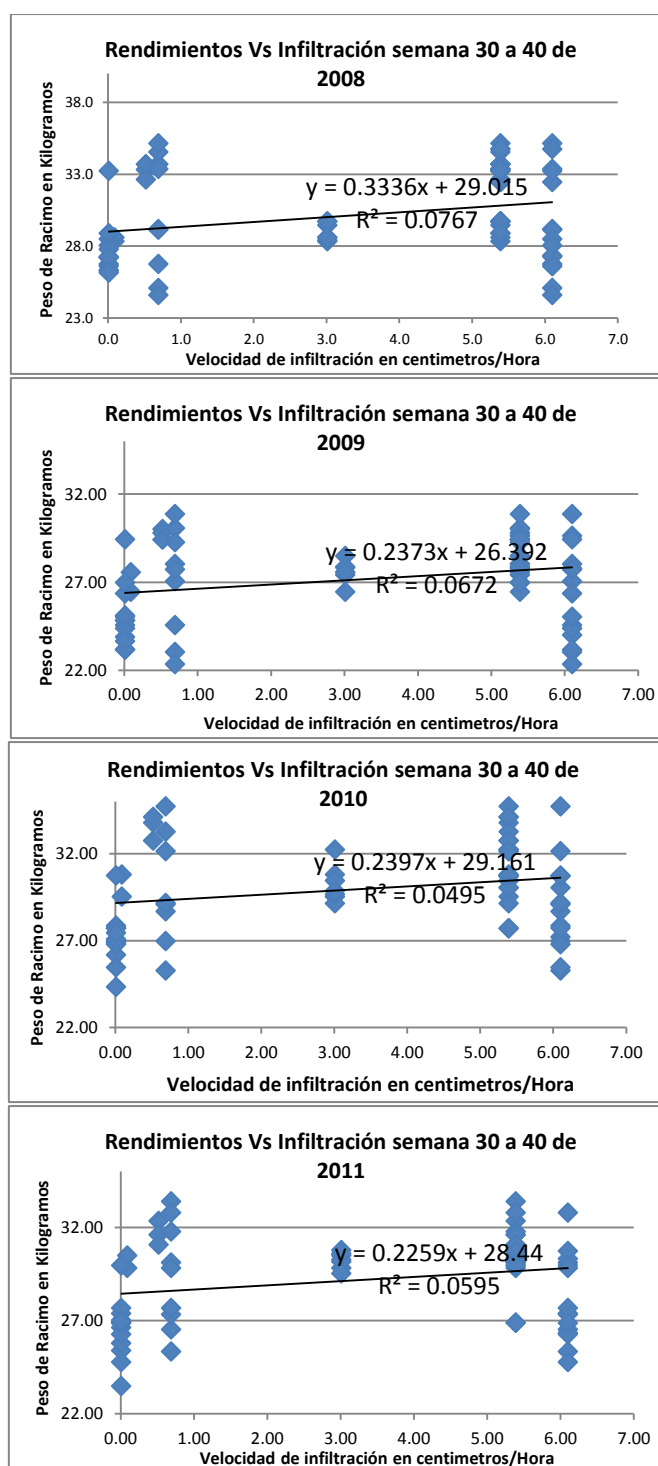 Rendimientos Vs Infiltración semana 30 a 40 de
2008
Peso de Racimo en Kilogramos
38.0
33.0
28.0
23.0
y = 0.3336x + 29.015
R² = 0.0767
0.0 1.0 2.0 3.0 4.0 5.0 6.0 7.0
Velocidad de infiltración en centimetros/Hora
Rendimientos Vs Infiltración semana 30 a 40 de
2009
Peso de Racimo en Kilogramos
32.00
27.00
22.00
y = 0.2373x + 26.392
R² = 0.0672
0.00 1.00 2.00 3.00 4.00 5.00 6.00 7.00
Velocidad de infiltración en centimetros/Hora
Rendimientos Vs Infiltración semana 30 a 40 de
2010
Peso de Racimo en Kilogramos
32.00
27.00
22.00
y = 0.2397x + 29.161
R² = 0.0495
0.00 1.00 2.00 3.00 4.00 5.00 6.00 7.00
Velocidad de infiltración en centimetros/Hora
Rendimientos Vs Infiltración semana 30 a 40 de
2011
Peso de Racimo en Kilogramos
32.00
27.00
22.00
y = 0.2259x + 28.44
R² = 0.0595
0.00 1.00 2.00 3.00 4.00 5.00 6.00 7.00
Velocidad de infiltración en centimetros/Hora